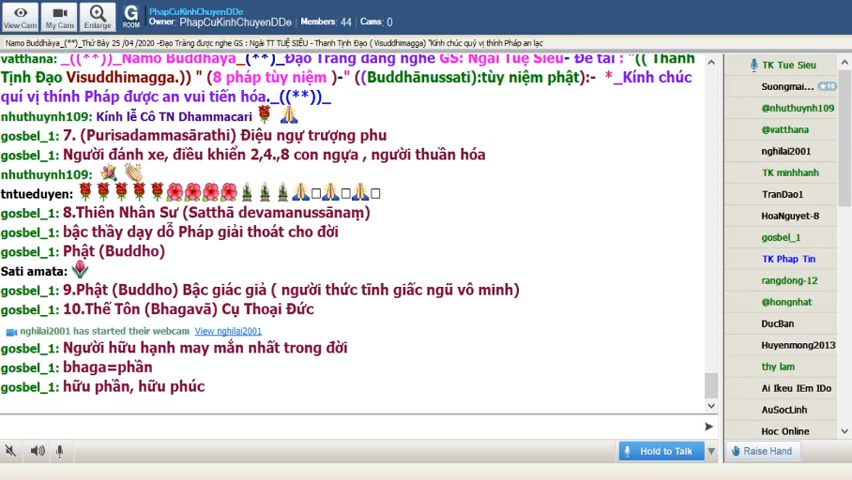 View Cam
My Cam
Enlarge
G
ROOM
PhapCuKinhChuyenDDe
Owner: PhapCuKinhChuyenDDe Members: 44 Cams: 0
Namo Buddhàya_(**)_Thứ Bảy 25 /04 / 2020 -Đạo Tràng được nghe GS : Ngài TT TUỆ SIÊU - Thanh Tịnh Đạo ( Visuddhimagga) "Kính chúc quý vị thính Pháp an lạc
vatthana: _((**))_Namo Buddhàya_(**)_Đạo Tràng đang nghe GS: Ngài Tuệ Siêu- Đề tài : "(( Thanh
Tịnh Đạo Visuddhimagga.)) " (8 pháp tùy niệm )-" ((Buddhānussati):tùy niệm phật):- *_Kính chúc
quí vị thính Pháp được an vui tiến hóa._((**))_
nhuthuynh109: Kính lễ Cô TN Dhammacari
gosbel_1: 7. (Purisadammasārathi) Điệu ngự trượng phu
gosbel_1: Người đánh xe, điều khiển 2,4.,8 con ngựa , người thuần hóa
nhuthuynh109:
tntueduyen:
gosbel_1: 8.Thiên Nhân Sư (Satthā devamanussānaṃ)
gosbel_1: bậc thầy dạy dỗ Pháp giải thoát cho đời
gosbel_1: Phật (Buddho)
Sati amata:
gosbel_1: 9.Phật (Buddho) Bậc giác giả ( người thức tỉnh giấc ngũ vô minh)
gosbel_1: 10.Thế Tôn (Bhagavā) Cụ Thoại Đức
nghilai2001 has started their webcam View nghilai2001
gosbel_1: Người hữu hạnh may mắn nhất trong đời
gosbel_1: bhaga=phần
gosbel_1: hữu phần, hữu phúc
TK Tue Sieu
Suongmai... 10
@nhuthuynh109
@vatthana
nghilai2001
TK minhhanh
TranDao1
HoaNguyet-8
gosbel_1
TK Phap Tin
rangdong-12
@hongnhat
DucBan
Huyenmong2013
thy lam
Ai Ikeu IEm IDo
AuSocLinh
Hoc Online
Hold to Talk
Raise Hand